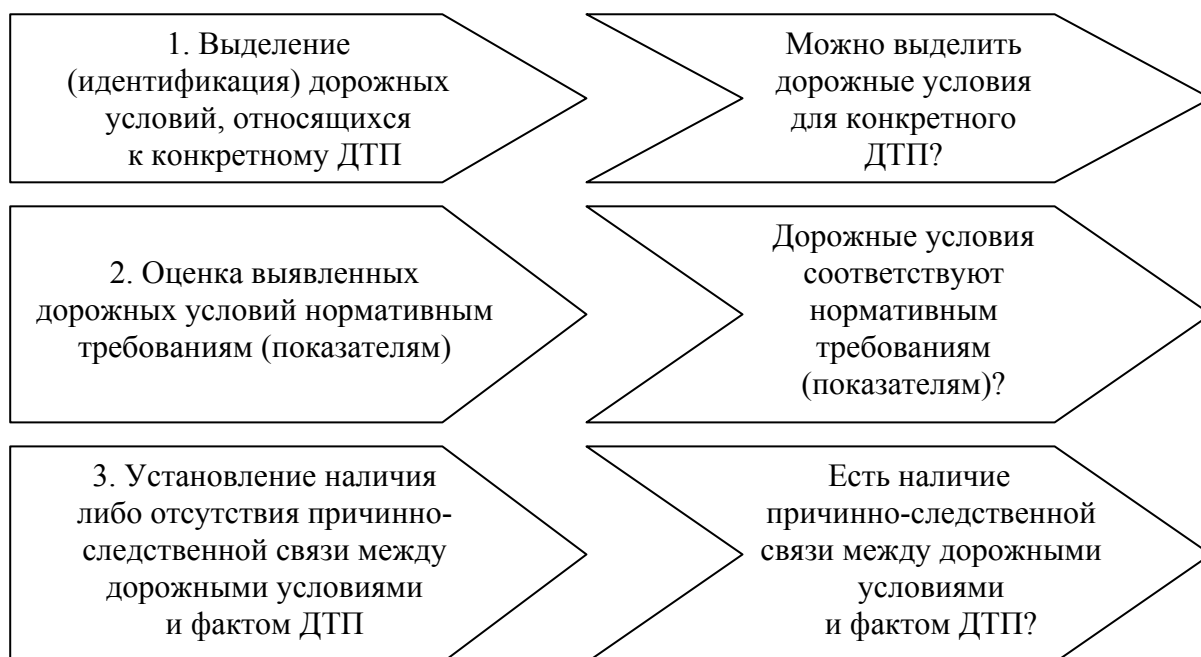 1. Выделение
(идентификация) дорожных
условий, относящихся
к конкретному ДТП
Можно выделить
дорожные условия
для конкретного
ДТП?
2. Оценка выявленных
дорожных условий нормативным
требованиям (показателям)
Дорожные условия
соответствуют
нормативным
требованиям
(показателям)?
3. Установление наличия
либо отсутствия причинно-
следственной связи между
дорожными условиями
и фактом ДТП
Есть наличие
причинно-следственной
связи между дорожными
условиями
и фактом ДТП?